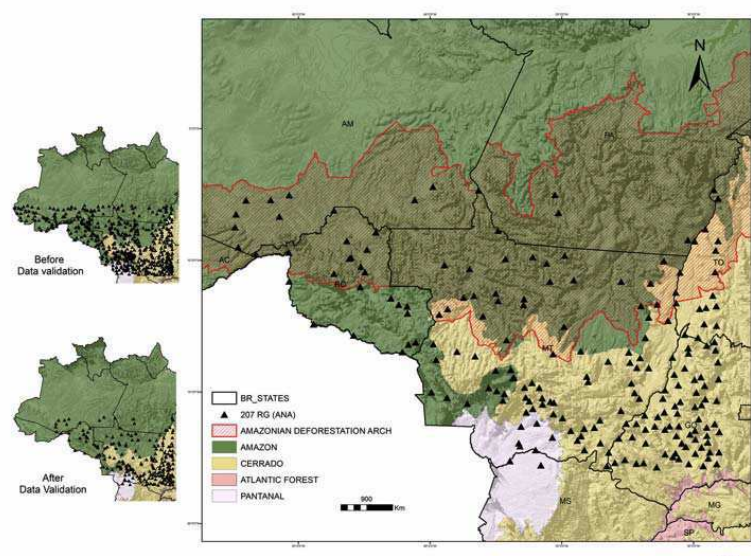 N
AM
PA
AC
RO
TO
MT
GO
MS
MG
SP
Before
Data validation
After
Data Validation
BR_STATES
207 RG (ANA)
AMAZONIAN DEFORESTATION ARCH
AMAZON
CERRADO
ATLANTIC FOREST
PANTANAL
900
Km